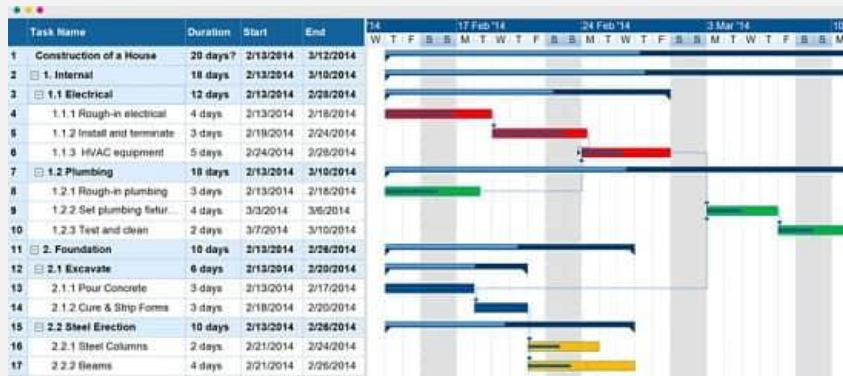 Task Name Duration Start End '14 17 Feb '14 24 Feb '14 3 Mar '14 10
W T F S S M T W T F S S M T W T F S S M T W T F S S M
1 Construction of a House 20 days? 2/13/2014 3/12/2014
2 1. Internal 18 days 2/13/2014 3/10/2014
3 1.1 Electrical 12 days 2/13/2014 2/28/2014
4 1.1.1 Rough-in electrical 4 days 2/13/2014 2/18/2014
5 1.1.2 Install and terminate 3 days 2/19/2014 2/24/2014
6 1.1.3 HVAC equipment 5 days 2/24/2014 2/28/2014
7 1.2 Plumbing 18 days 2/13/2014 3/10/2014
8 1.2.1 Rough-in plumbing 3 days 2/13/2014 2/18/2014
9 1.2.2 Set plumbing fixtur... 4 days 3/3/2014 3/6/2014
10 1.2.3 Test and clean 2 days 3/7/2014 3/10/2014
11 2. Foundation 10 days 2/13/2014 2/26/2014
12 2.1 Excavate 6 days 2/13/2014 2/20/2014
13 2.1.1 Pour Concrete 3 days 2/13/2014 2/17/2014
14 2.1.2 Cure & Strip Forms 3 days 2/18/2014 2/20/2014
15 2.2 Steel Erection 10 days 2/13/2014 2/26/2014
16 2.2.1 Steel Columns 2 days 2/21/2014 2/24/2014
17 2.2.2 Beams 4 days 2/21/2014 2/26/2014